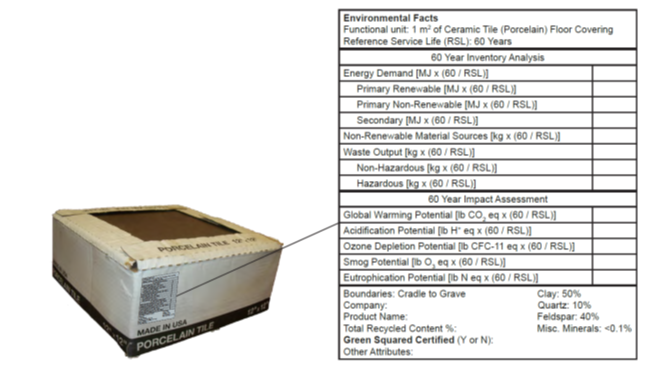 Environmental Facts
Functional unit: 1 m² of Ceramic Tile (Porcelain) Floor Covering
Reference Service Life (RSL): 60 Years
60 Year Inventory Analysis
Energy Demand [MJ x (60 / RSL)]
Primary Renewable [MJ x (60 / RSL)]
Primary Non-Renewable [MJ x (60 / RSL)]
Secondary [MJ x (60 / RSL)]
Non-Renewable Material Sources [kg x (60 / RSL)]
Waste Output [kg x (60 / RSL)]
Non-Hazardous [kg x (60 / RSL)]
Hazardous [kg x (60 / RSL)]
60 Year Impact Assessment
Global Warming Potential [lb CO₂ eq x (60 / RSL)]
Acidification Potential [lb H⁺ eq x (60 / RSL)]
Ozone Depletion Potential [lb CFC-11 eq x (60 / RSL)]
Smog Potential [lb O₃ eq x (60 / RSL)]
Eutrophication Potential [lb N eq x (60 / RSL)]
Boundaries: Cradle to Grave
Company:
Product Name:
Total Recycled Content %:
Green Squared Certified (Y or N):
Other Attributes:
Clay: 50%
Quartz: 10%
Feldspar: 40%
Misc. Minerals: <0.1%
PORCELAIN TILE 12"x12"
MADE IN USA
12"x12"
12"x12"
PORCELAIN TILE